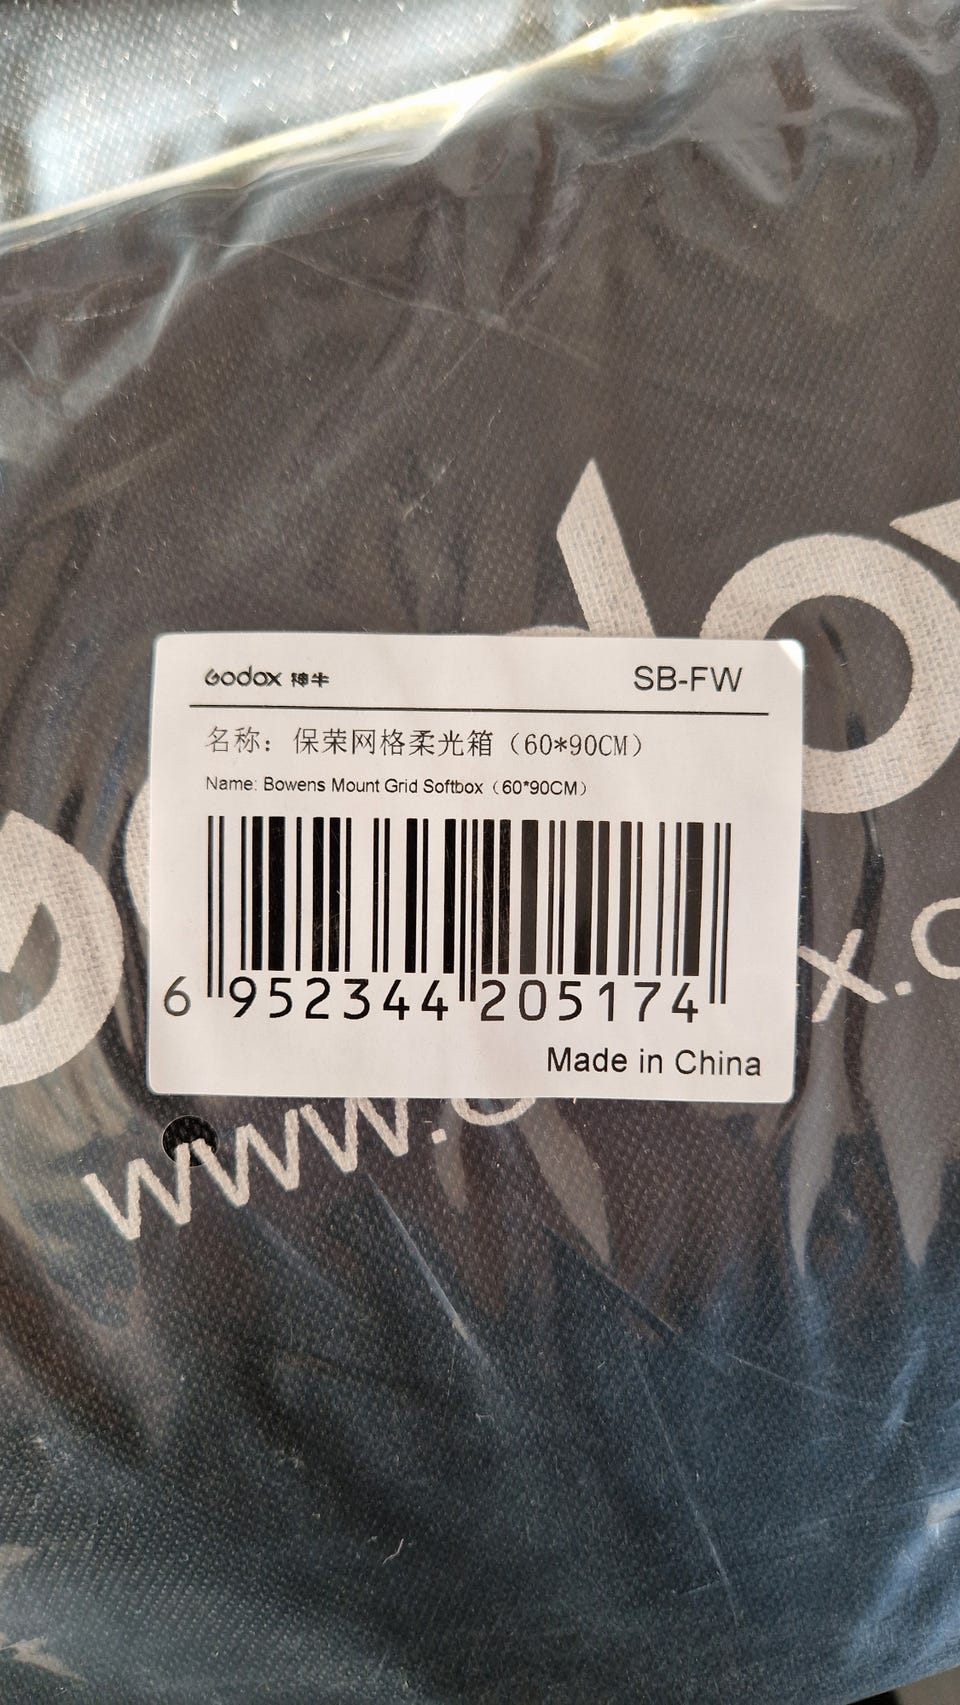 Godox 神牛
SB-FW
名称：保荣网格柔光箱（60*90CM）
Name: Bowens Mount Grid Softbox（60*90CM）
6 952344 205174
Made in China
www.
x.